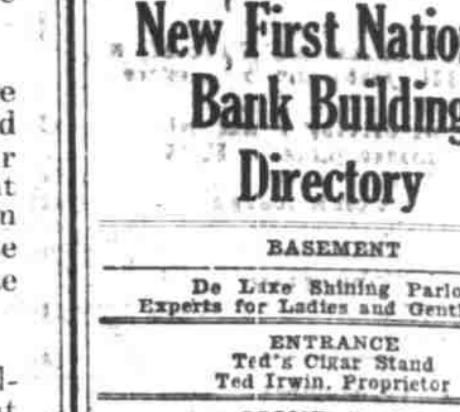 New First Natio
Bank Building
Directory
BASEMENT
De Luxe Shining Parlo
Experts for Ladies and Gentl
ENTRANCE
Ted's Cigar Stand
Ted Irwin, Proprietor